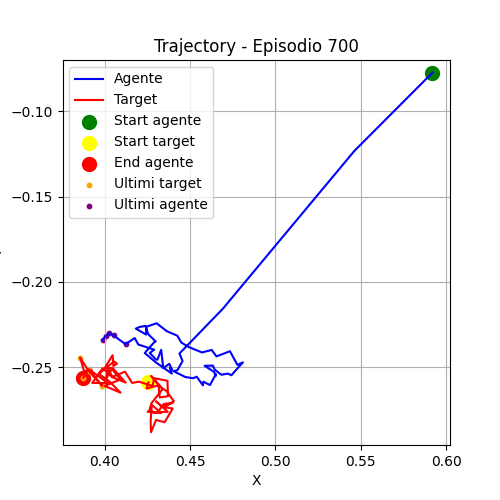 Trajectory - Episodio 700
Agente
Target
Start agente
Start target
End agente
Ultimi target
Ultimi agente
−0.10
−0.15
−0.20
−0.25
0.40 0.45 0.50 0.55 0.60
X